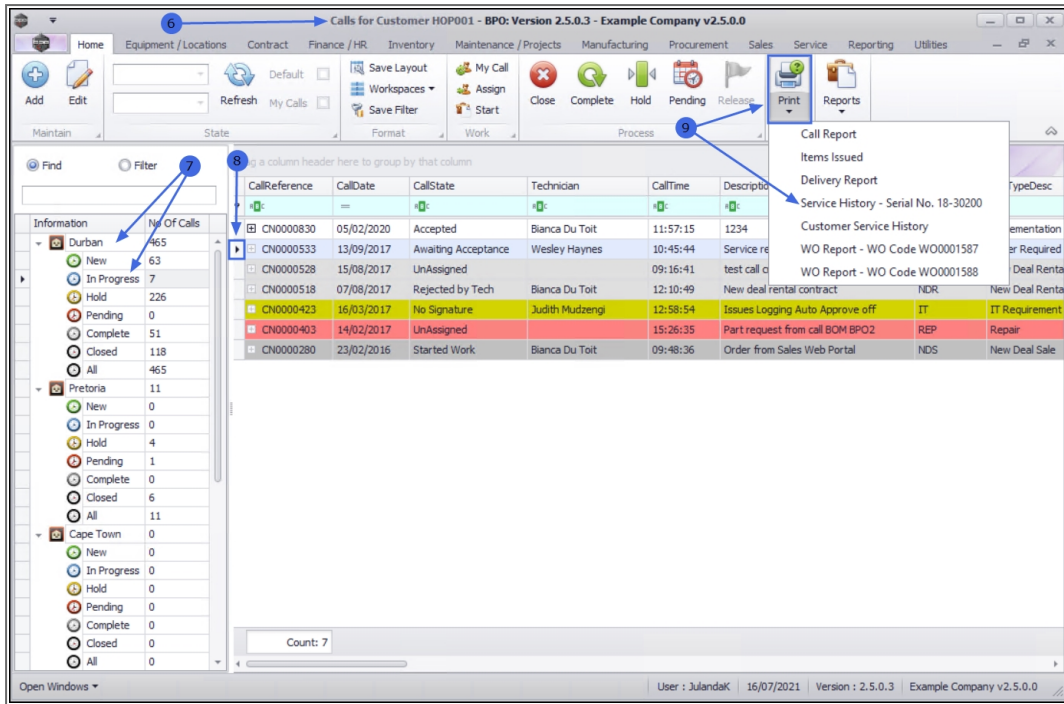 6
Calls for Customer HOP001 - BPO: Version 2.5.0.3 - Example Company v2.5.0.0
Home Equipment / Locations Contract Finance / HR Inventory Maintenance / Projects Manufacturing Procurement Sales Service Reporting Utilities
Add Edit Refresh Default My Calls Save Layout Workspaces Save Filter My Call Assign Start Close Complete Hold Pending Release Print Reports
Maintain State Format Work Process
9
Call Report
Items Issued
Delivery Report
Service History - Serial No. 18-30200
Customer Service History
WO Report - WO Code WO0001587
WO Report - WO Code WO0001588
Find Filter 7 8
g a column header here to group by that column
CallReference CallDate CallState Technician CallTime Descriptio TypeDesc
CN0000830 05/02/2020 Accepted Bianca Du Toit 11:57:15 1234 ementation
CN0000533 13/09/2017 Awaiting Acceptance Wesley Haynes 10:45:44 Service re er Required
CN0000528 15/08/2017 UnAssigned 09:16:41 test call o Deal Renta
CN0000518 07/08/2017 Rejected by Tech Bianca Du Toit 12:10:49 New deal rental contract NDR New Deal Renta
CN0000423 16/03/2017 No Signature Judith Mudzengi 12:58:54 Issues Logging Auto Approve off IT IT Requirement
CN0000403 14/02/2017 UnAssigned 15:26:35 Part request from call BOM BPO2 REP Repair
CN0000280 23/02/2016 Started Work Bianca Du Toit 09:48:36 Order from Sales Web Portal NDS New Deal Sale
Information No Of Calls
Durban 465
New 63
In Progress 7
Hold 226
Pending 0
Complete 51
Closed 118
All 465
Pretoria 11
New 0
In Progress 0
Hold 4
Pending 1
Complete 0
Closed 6
All 11
Cape Town 0
New 0
In Progress 0
Hold 0
Pending 0
Complete 0
Closed 0
All 0
Count: 7
Open Windows User : JulandaK 16/07/2021 Version : 2.5.0.3 Example Company v2.5.0.0